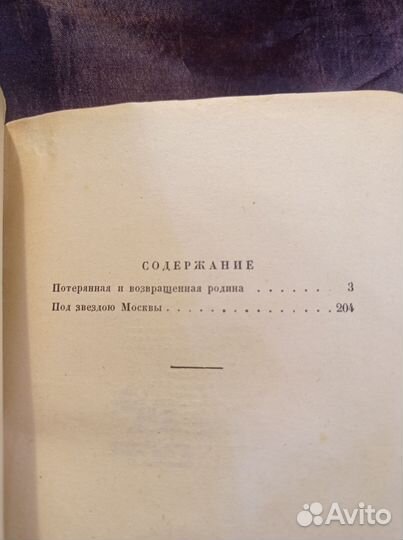 СОДЕРЖАНИЕ
Потерянная и возвращенная родина . . . . . . . 3
Под звездою Москвы . . . . . . . . . . . . 204
Avito